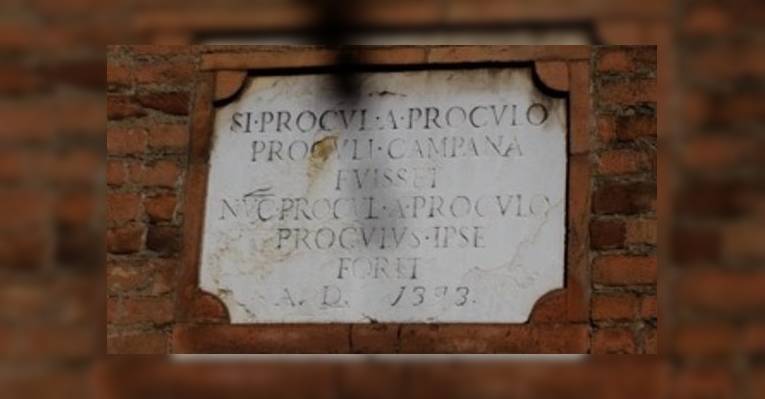 SI·PROCVL·A·PROCVLO
PROCVLI·CAMPANA
FVISSET
NVC·PROCVL·A·PROCVLO
PROCVLVS·IPSE
FORET
A. D. 1393.